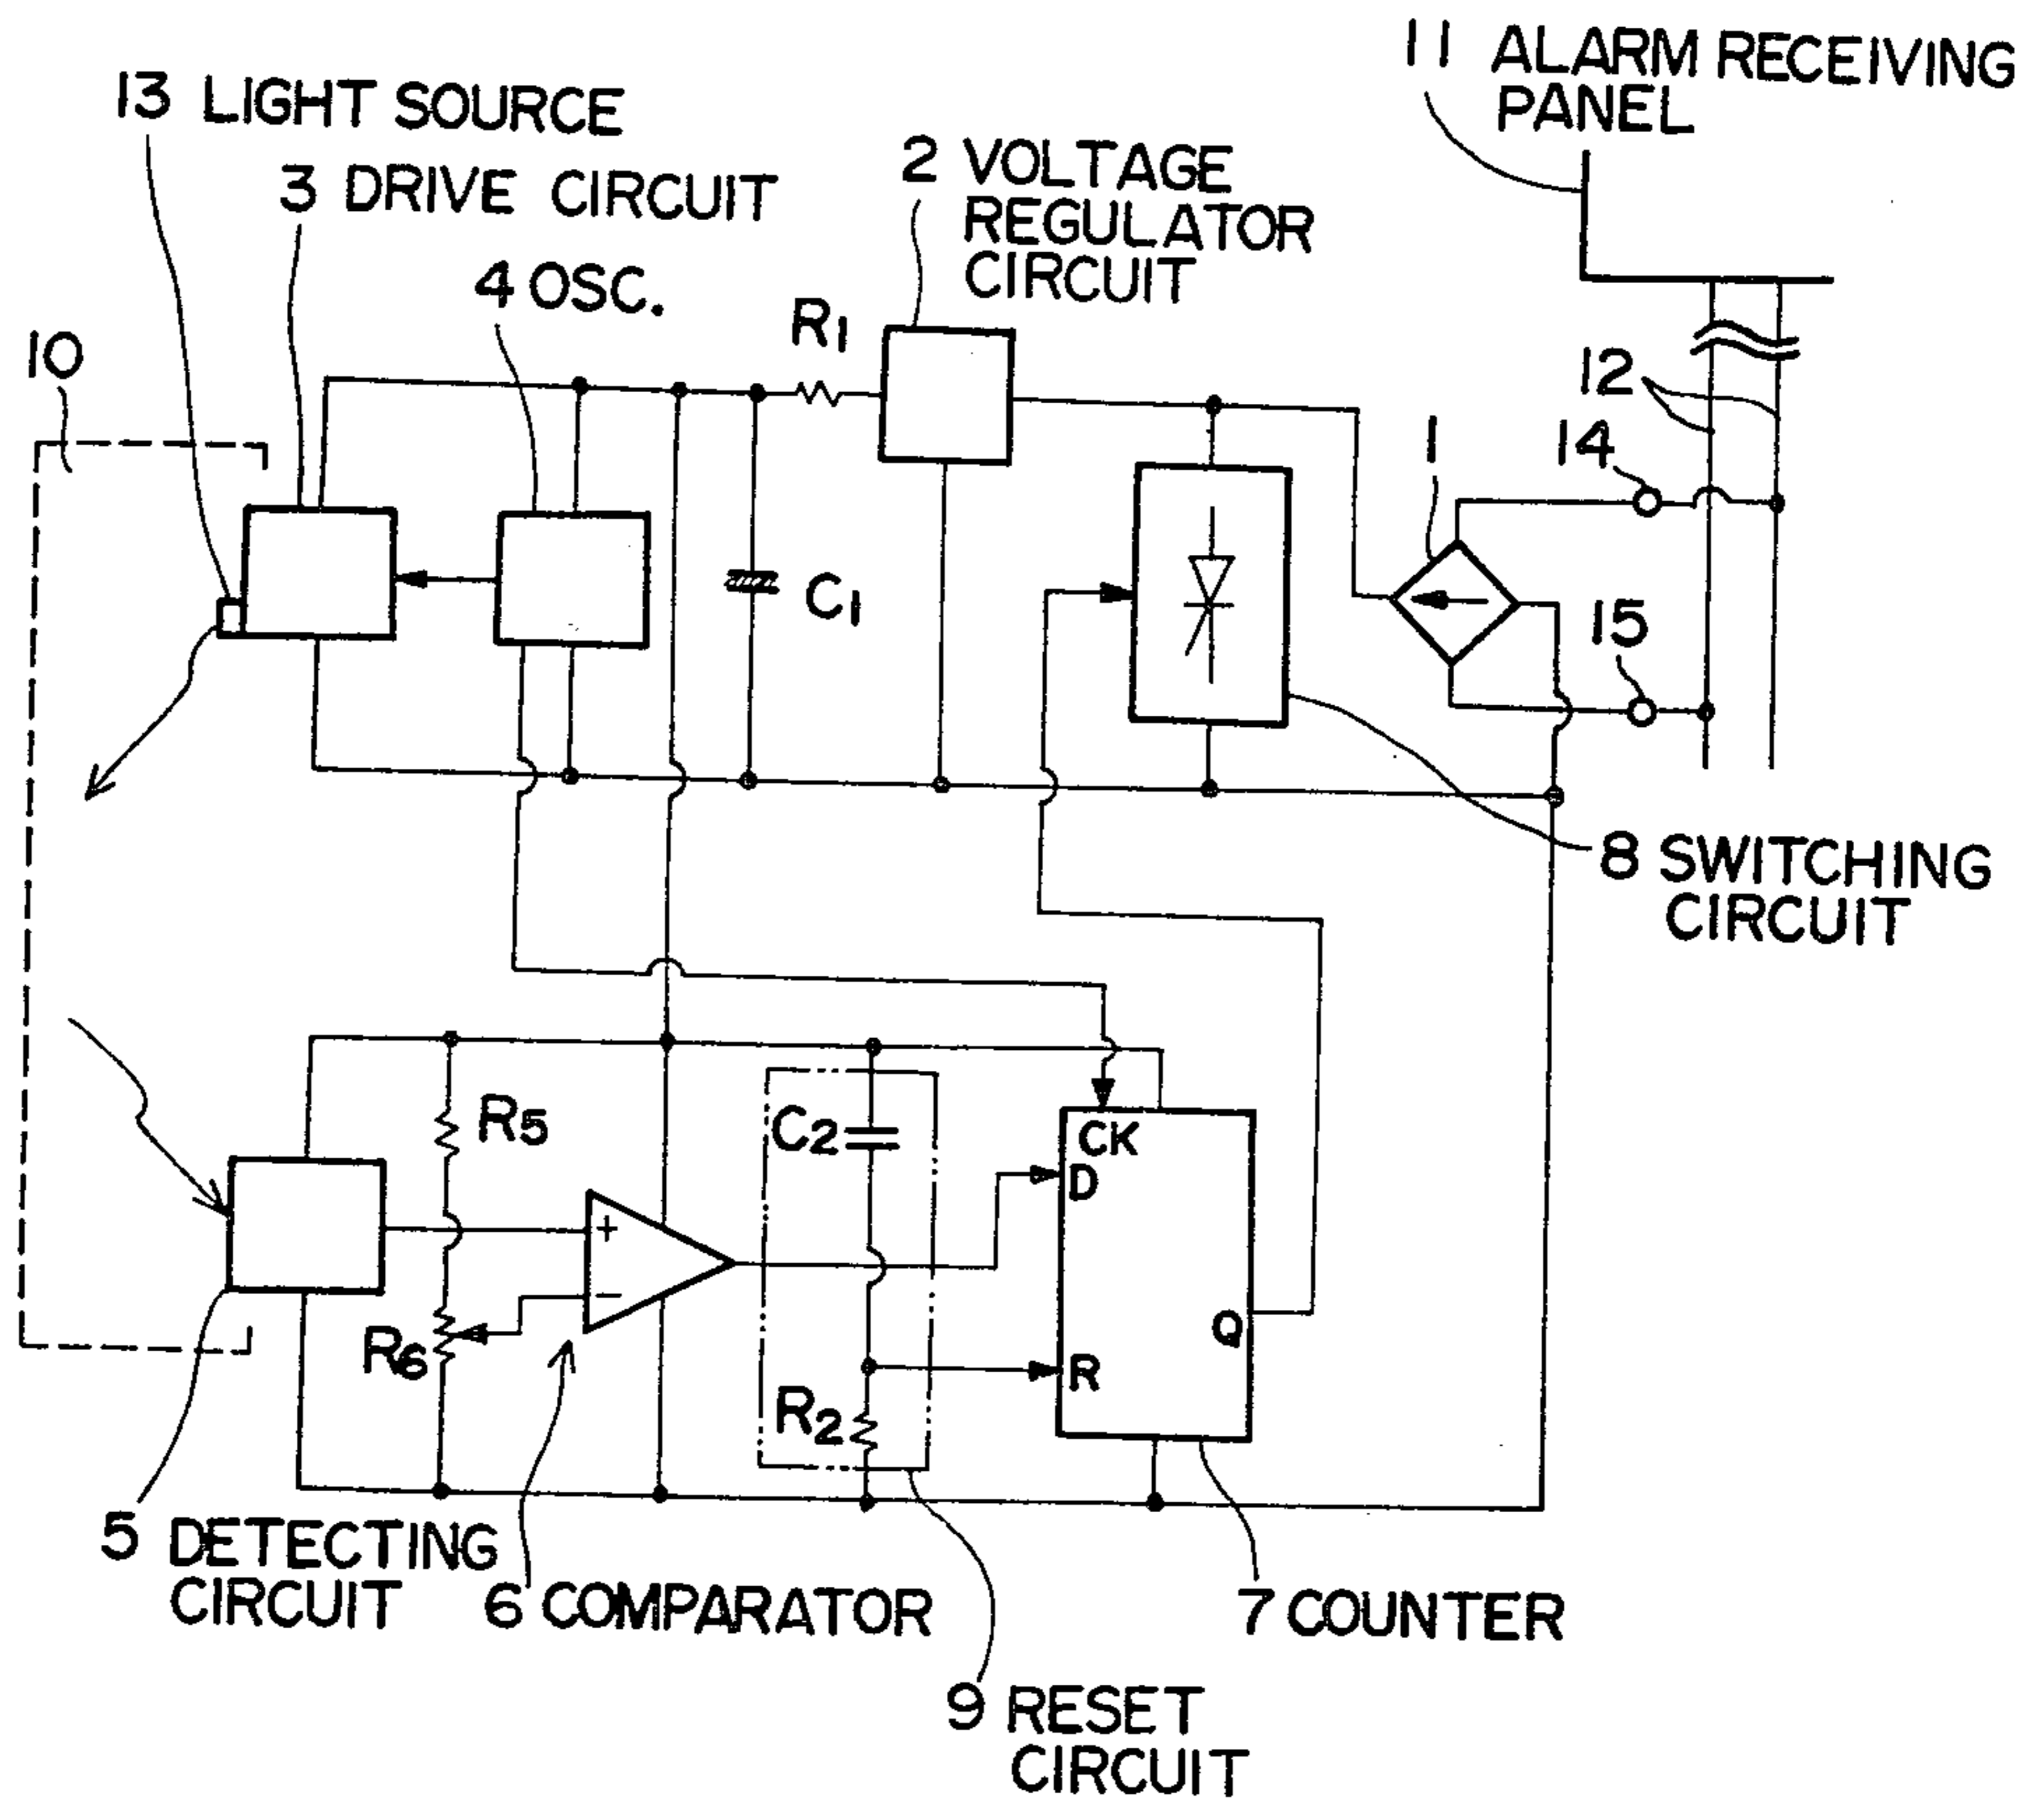 11 ALARM RECEIVING
PANEL
13 LIGHT SOURCE
3 DRIVE CIRCUIT
2 VOLTAGE
REGULATOR
CIRCUIT
4 OSC.
R1
10
12
14
1
C1
15
8 SWITCHING
CIRCUIT
R5
C2
CK
D
+
−
R6
Q
R
R2
5 DETECTING
CIRCUIT
6 COMPARATOR
7 COUNTER
9 RESET
CIRCUIT